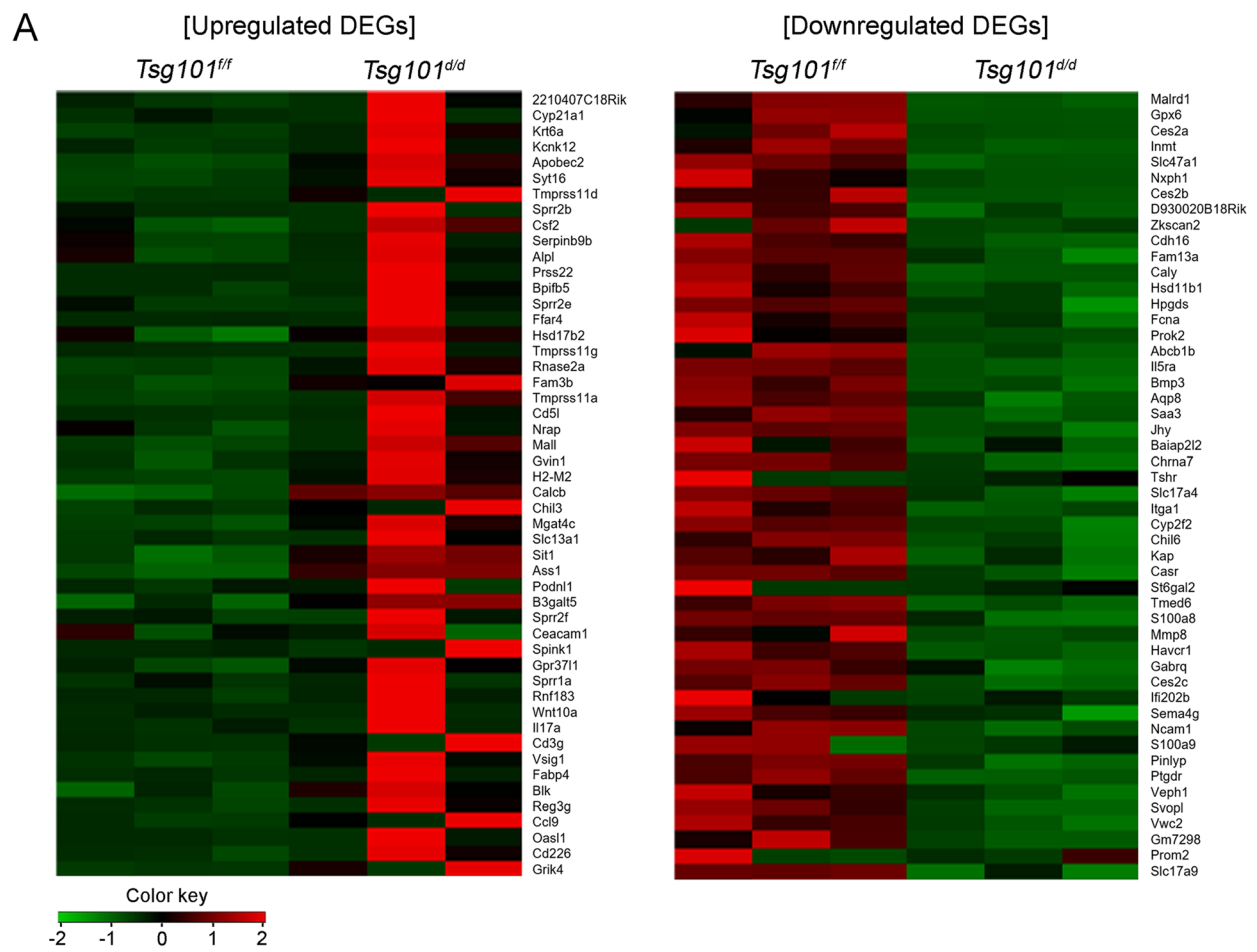 A
[Upregulated DEGs]
[Downregulated DEGs]
Tsg101f/f
Tsg101d/d
Tsg101f/f
Tsg101d/d
2210407C18Rik
Cyp21a1
Krt6a
Kcnk12
Apobec2
Syt16
Tmprss11d
Sprr2b
Csf2
Serpinb9b
Alpl
Prss22
Bpifb5
Sprr2e
Ffar4
Hsd17b2
Tmprss11g
Rnase2a
Fam3b
Tmprss11a
Cd5l
Nrap
Mall
Gvin1
H2-M2
Calcb
Chil3
Mgat4c
Slc13a1
Sit1
Ass1
Podnl1
B3galt5
Sprr2f
Ceacam1
Spink1
Gpr37l1
Sprr1a
Rnf183
Wnt10a
Il17a
Cd3g
Vsig1
Fabp4
Blk
Reg3g
Ccl9
Oasl1
Cd226
Grik4
Malrd1
Gpx6
Ces2a
Inmt
Slc47a1
Nxph1
Ces2b
D930020B18Rik
Zkscan2
Cdh16
Fam13a
Caly
Hsd11b1
Hpgds
Fcna
Prok2
Abcb1b
Il5ra
Bmp3
Aqp8
Saa3
Jhy
Baiap2l2
Chrna7
Tshr
Slc17a4
Itga1
Cyp2f2
Chil6
Kap
Casr
St6gal2
Tmed6
S100a8
Mmp8
Havcr1
Gabrq
Ces2c
Ifi202b
Sema4g
Ncam1
S100a9
Pinlyp
Ptgdr
Veph1
Svopl
Vwc2
Gm7298
Prom2
Slc17a9
Color key
-2 -1 0 1 2